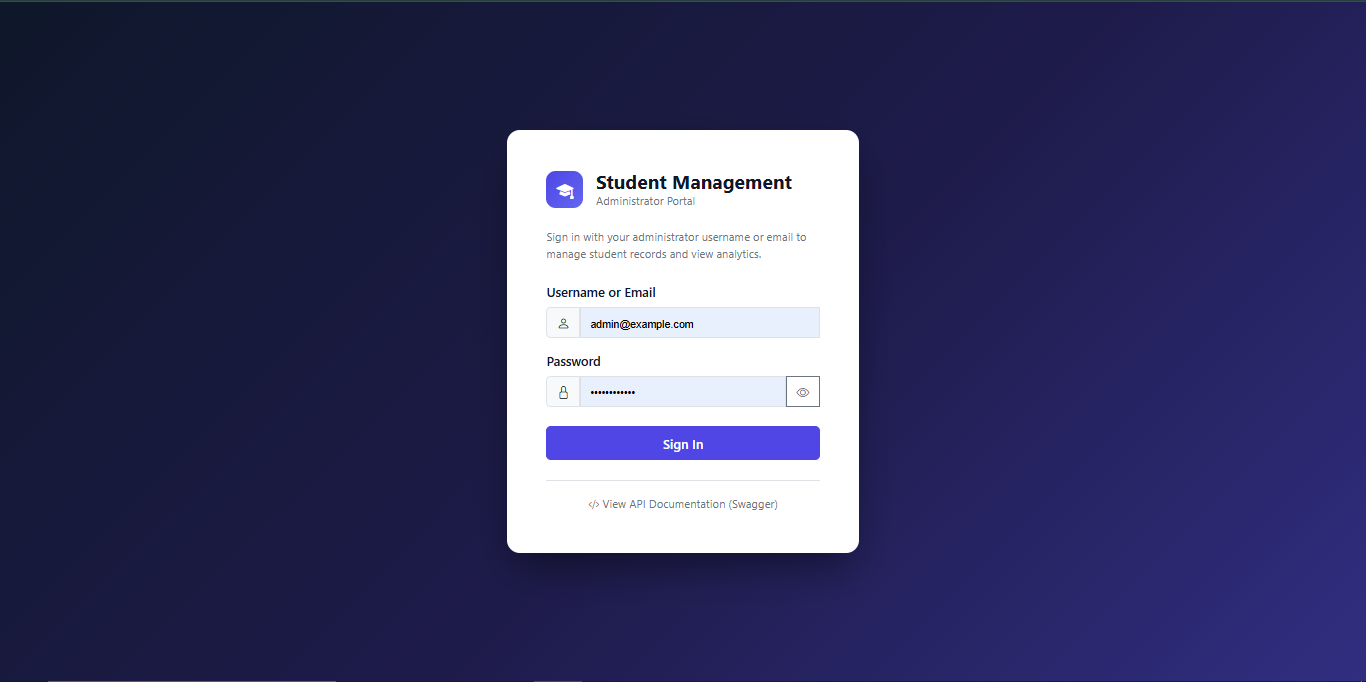 Student Management
Administrator Portal
Sign in with your administrator username or email to
manage student records and view analytics.
Username or Email
admin@example.com
Password
••••••••••••
Sign In
</> View API Documentation (Swagger)